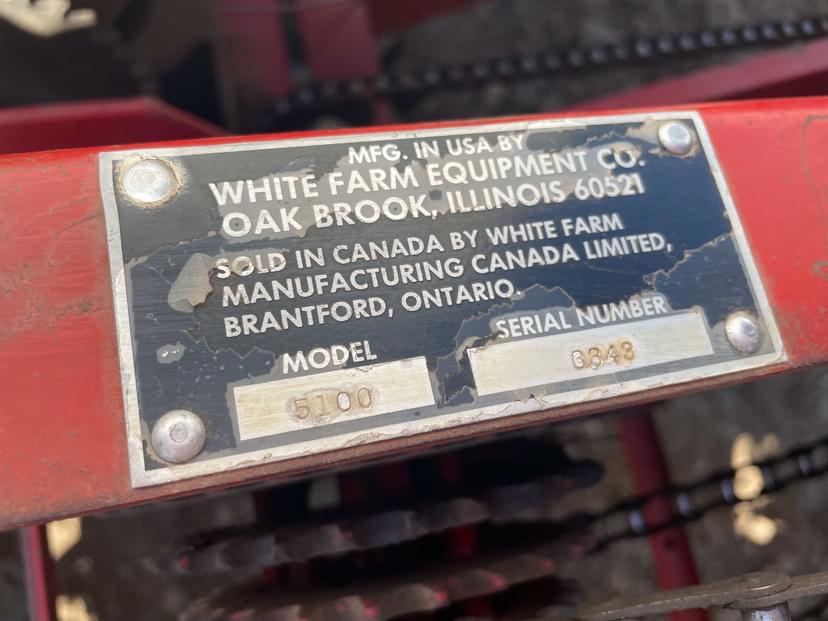 MFG. IN USA BY
WHITE FARM EQUIPMENT CO.
OAK BROOK, ILLINOIS 60521
SOLD IN CANADA BY WHITE FARM
MANUFACTURING CANADA LIMITED,
BRANTFORD, ONTARIO.
MODEL SERIAL NUMBER
5100 6343